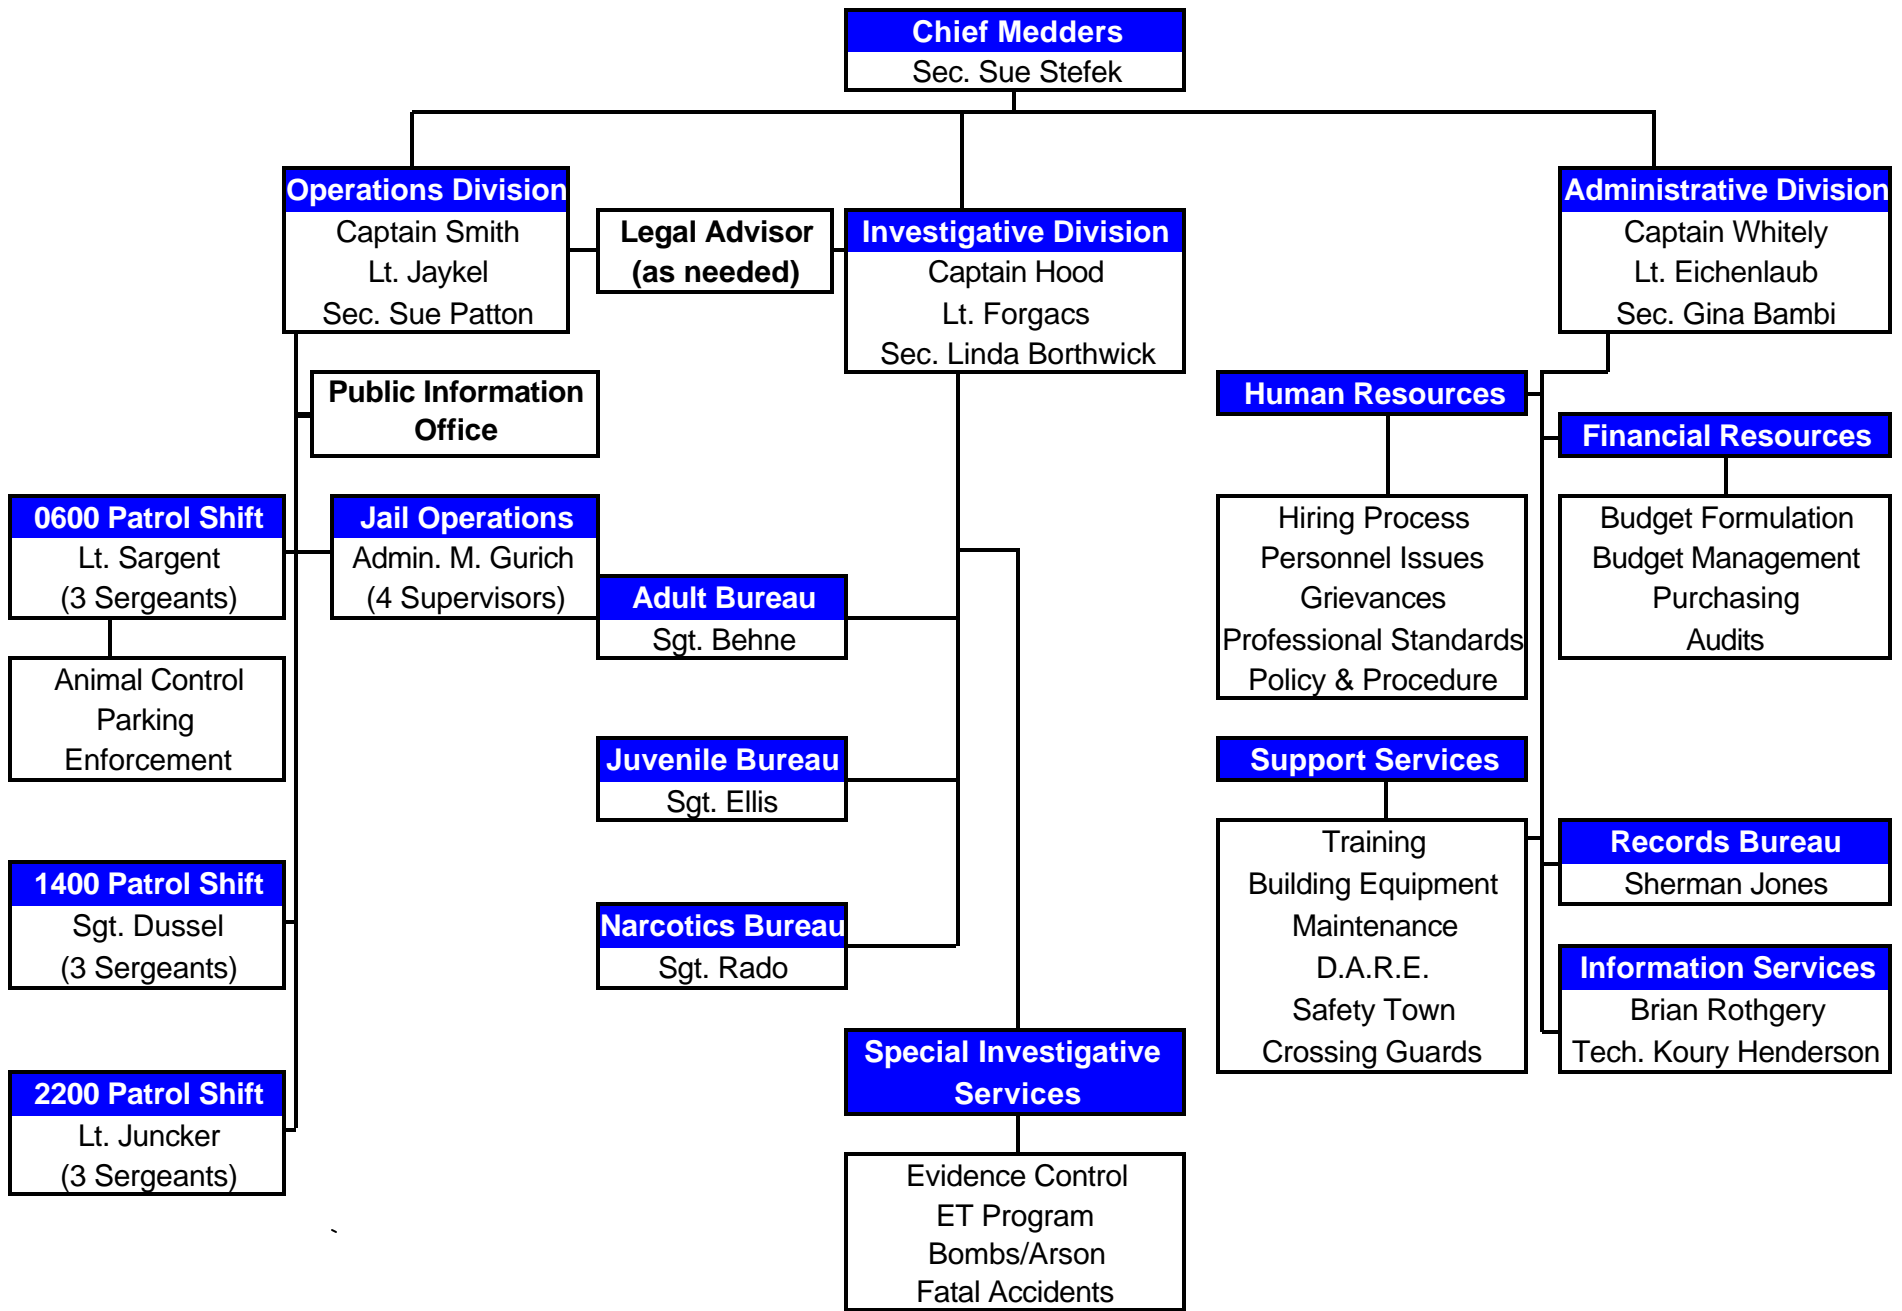 Chief Medders
Sec. Sue Stefek
Operations Division
Captain Smith
Lt. Jaykel
Sec. Sue Patton
Legal Advisor
(as needed)
Investigative Division
Captain Hood
Lt. Forgacs
Sec. Linda Borthwick
Administrative Division
Captain Whitely
Lt. Eichenlaub
Sec. Gina Bambi
Public Information
Office
Human Resources
Financial Resources
0600 Patrol Shift
Lt. Sargent
(3 Sergeants)
Jail Operations
Admin. M. Gurich
(4 Supervisors)
Adult Bureau
Sgt. Behne
Hiring Process
Personnel Issues
Grievances
Professional Standards
Policy & Procedure
Budget Formulation
Budget Management
Purchasing
Audits
Animal Control
Parking
Enforcement
Juvenile Bureau
Sgt. Ellis
Support Services
Training
Building Equipment
Maintenance
D.A.R.E.
Safety Town
Crossing Guards
Records Bureau
Sherman Jones
1400 Patrol Shift
Sgt. Dussel
(3 Sergeants)
Narcotics Bureau
Sgt. Rado
Information Services
Brian Rothgery
Tech. Koury Henderson
Special Investigative
Services
2200 Patrol Shift
Lt. Juncker
(3 Sergeants)
Evidence Control
ET Program
Bombs/Arson
Fatal Accidents
`